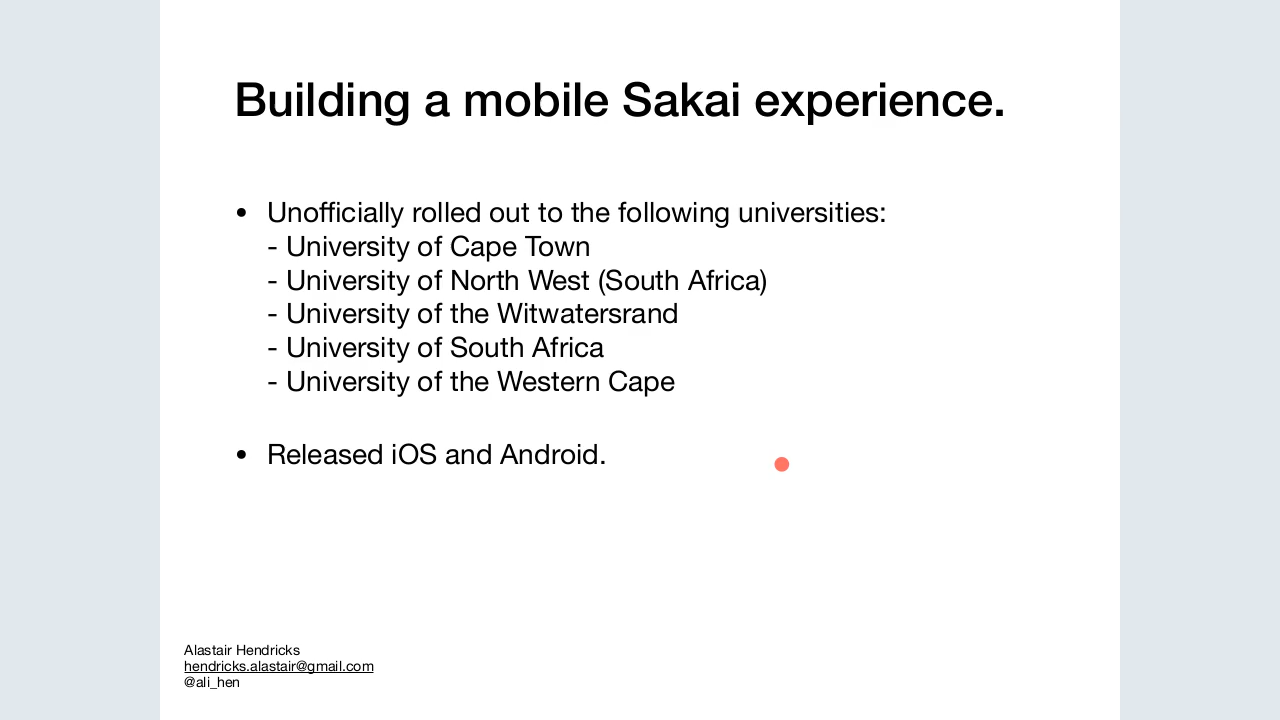 Building a mobile Sakai experience.
• Unofficially rolled out to the following universities:
- University of Cape Town
- University of North West (South Africa)
- University of the Witwatersrand
- University of South Africa
- University of the Western Cape
• Released iOS and Android.
Alastair Hendricks
hendricks.alastair@gmail.com
@ali_hen